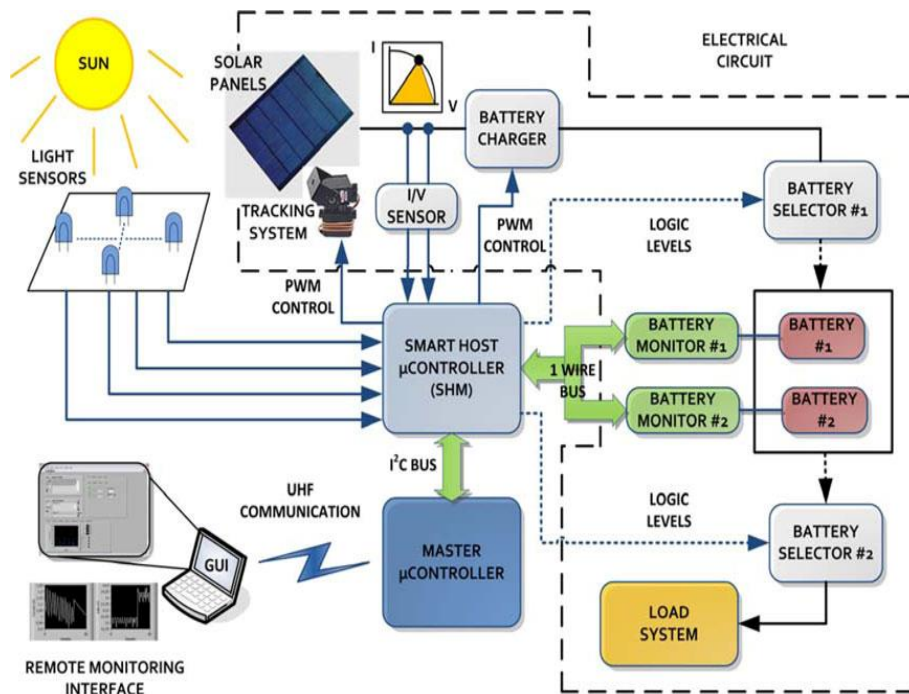 SUN
SOLAR
PANELS
I
V
ELECTRICAL
CIRCUIT
BATTERY
CHARGER
LIGHT
SENSORS
TRACKING
SYSTEM
I/V
SENSOR
BATTERY
SELECTOR #1
PWM
CONTROL
LOGIC
LEVELS
PWM
CONTROL
SMART HOST
µCONTROLLER
(SHM)
1 WIRE
BUS
BATTERY
MONITOR #1
BATTERY
#1
BATTERY
MONITOR #2
BATTERY
#2
I²C BUS
UHF
COMMUNICATION
LOGIC
LEVELS
BATTERY
SELECTOR #2
MASTER
µCONTROLLER
GUI
LOAD
SYSTEM
REMOTE MONITORING
INTERFACE